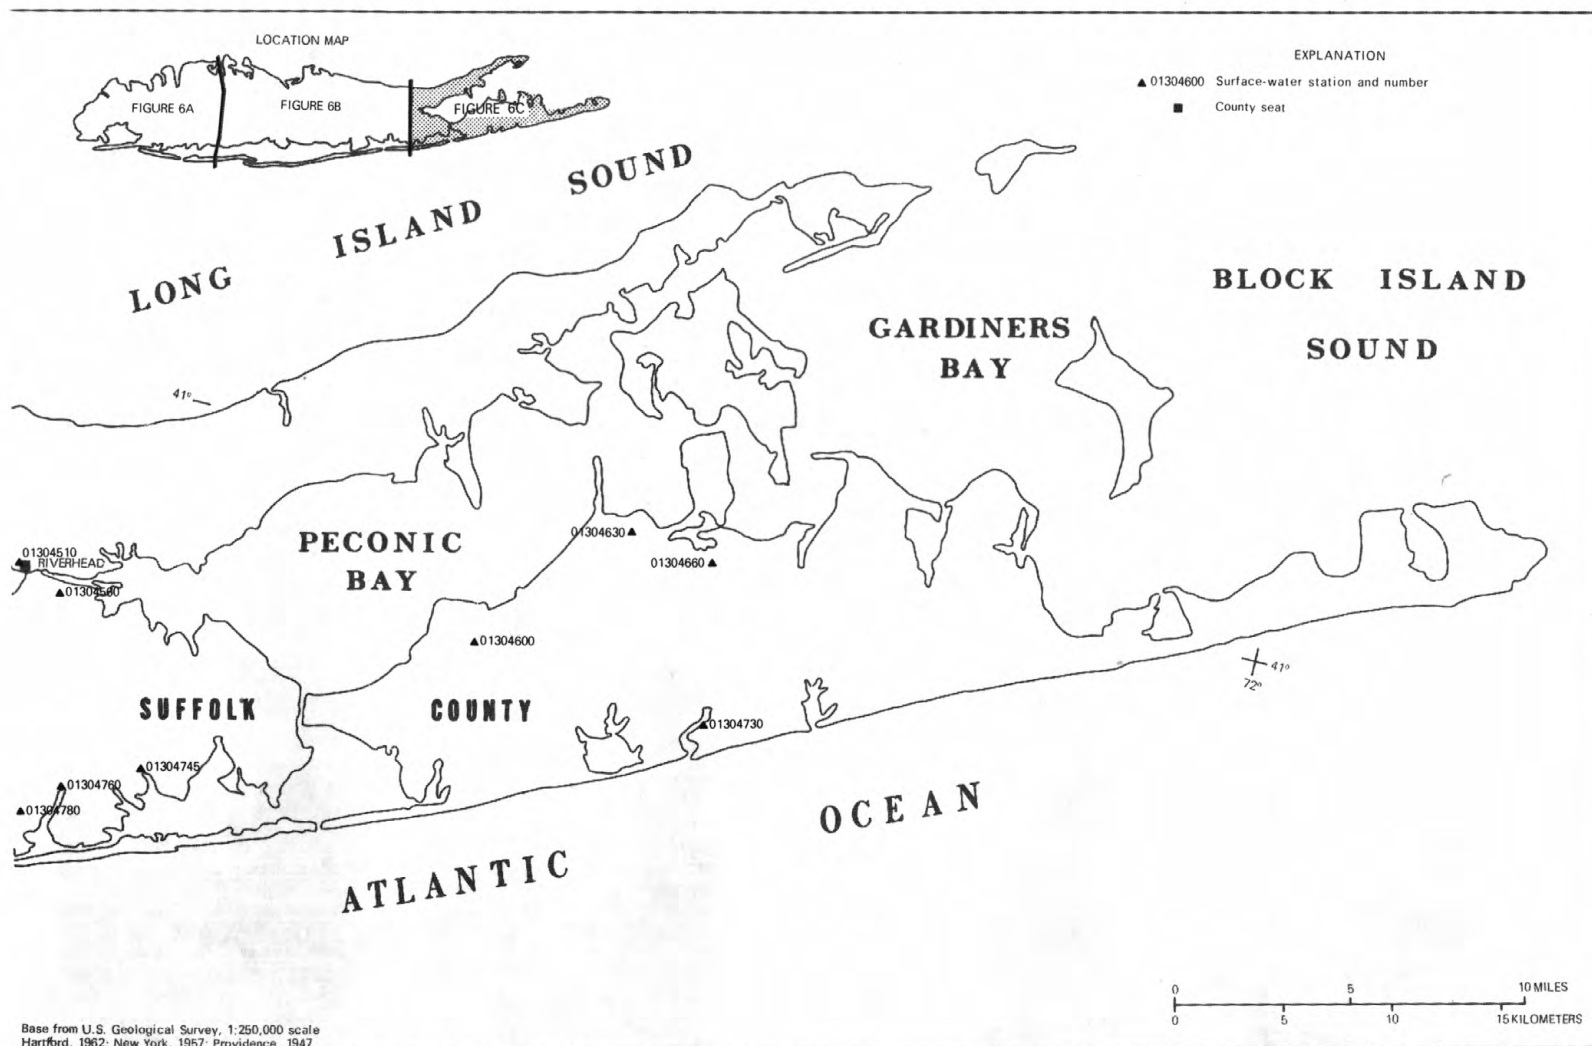 LOCATION MAP
FIGURE 6A
FIGURE 6B
FIGURE 6C
EXPLANATION
01304600 Surface-water station and number
County seat
LONG ISLAND SOUND
BLOCK ISLAND
SOUND
GARDINERS
BAY
41º
PECONIC
BAY
01304510
RIVERHEAD
01304560
01304630
01304660
01304600
41º
72º
SUFFOLK COUNTY
01304730
01304745
01304760
01304780
ATLANTIC OCEAN
0 5 10 MILES
0 5 10 15 KILOMETERS
Base from U.S. Geological Survey, 1:250,000 scale
Hartford, 1962; New York, 1957; Providence, 1947